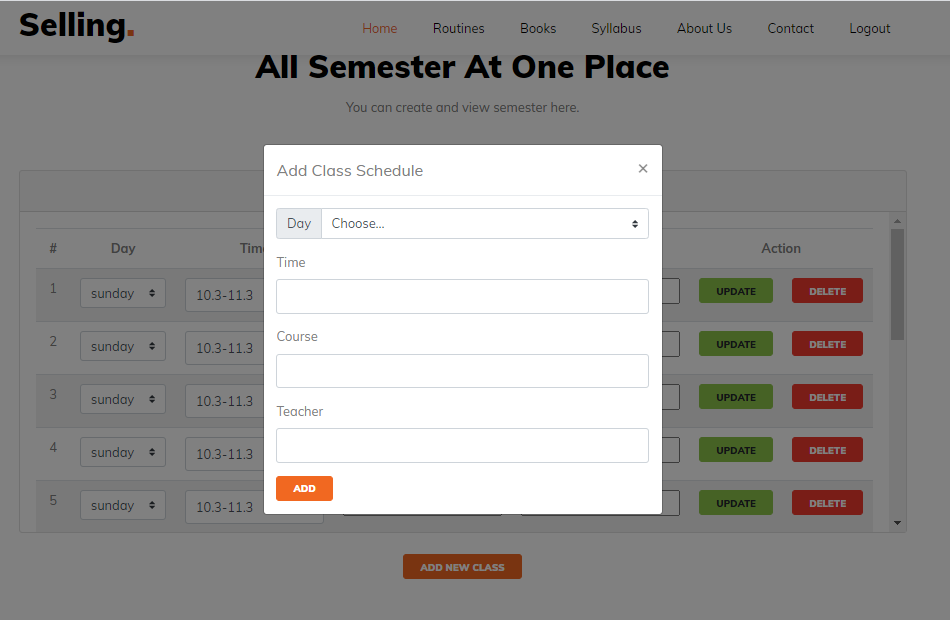 Selling.
Home Routines Books Syllabus About Us Contact Logout
All Semester At One Place
You can create and view semester here.
Add Class Schedule ×
Day Choose...
Time
Course
Teacher
ADD
# Day Action
1 sunday 10.3-11.3 UPDATE DELETE
2 sunday 10.3-11.3 UPDATE DELETE
3 sunday 10.3-11.3 UPDATE DELETE
4 sunday 10.3-11.3 UPDATE DELETE
5 sunday 10.3-11.3 UPDATE DELETE
ADD NEW CLASS